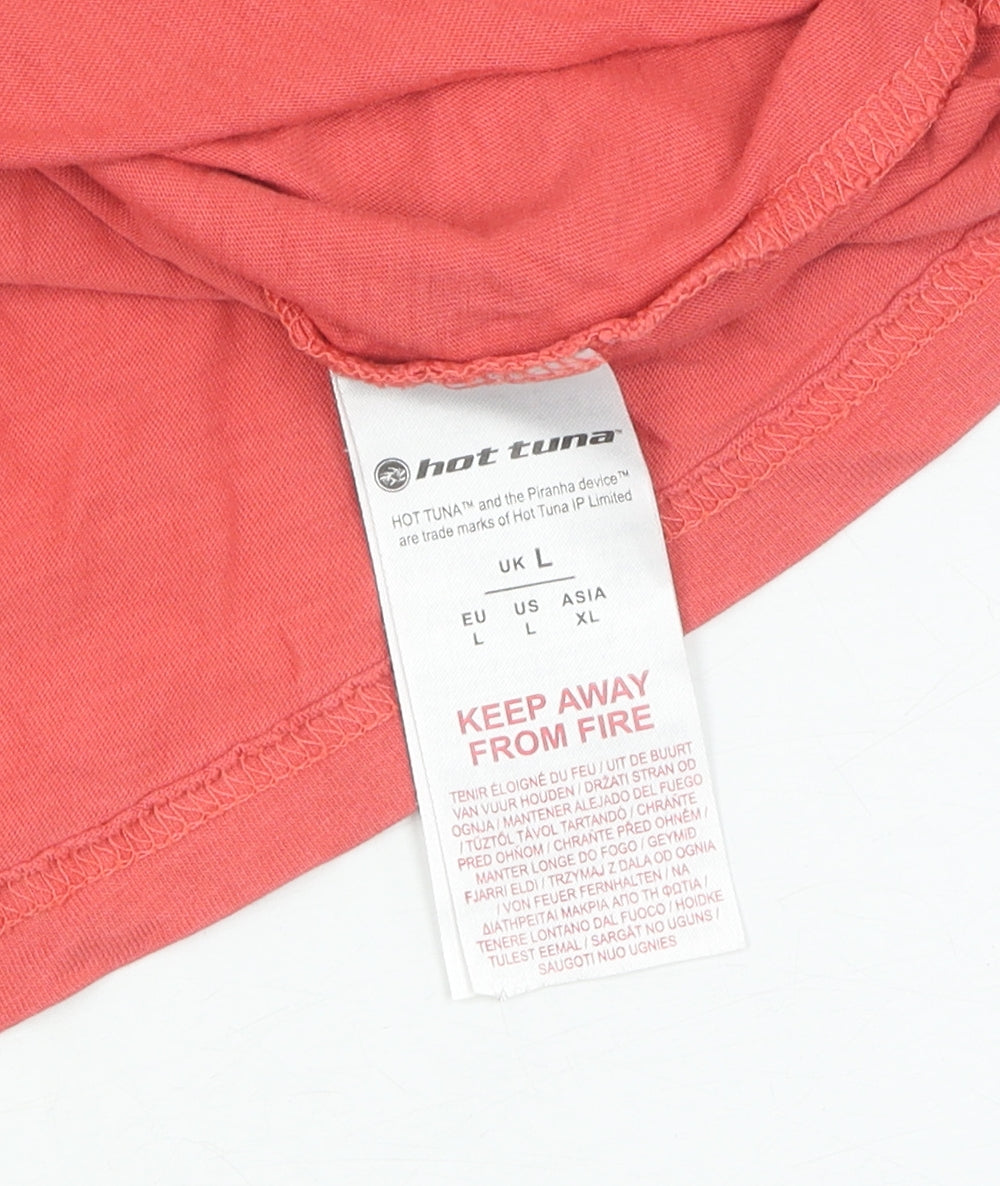 hot tuna™
HOT TUNA™ and the Piranha device™
are trade marks of Hot Tuna IP Limited
UK L
EU US ASIA
L L XL
KEEP AWAY
FROM FIRE
TENIR ÉLOIGNÉ DU FEU / UIT DE BUURT
VAN VUUR HOUDEN / DRŽATI STRAN OD
OGNJA / MANTENER ALEJADO DEL FUEGO
/ TŰZTŐL TÁVOL TARTANDÓ / CHRAŇTE
PRED OHŇOM / CHRAŇTE PŘED OHNĚM /
MANTER LONGE DO FOGO / GEYMIÐ
FJARRI ELDI / TRZYMAJ Z DALA OD OGNIA
/ VON FEUER FERNHALTEN / ΝΑ
ΔΙΑΤΗΡΕΙΤΑΙ ΜΑΚΡΙΑ ΑΠΟ ΤΗ ΦΩΤΙΑ /
TENERE LONTANO DAL FUOCO / HOIDKE
TULEST EEMAL / SARGĀT NO UGUNS /
SAUGOTI NUO UGNIES